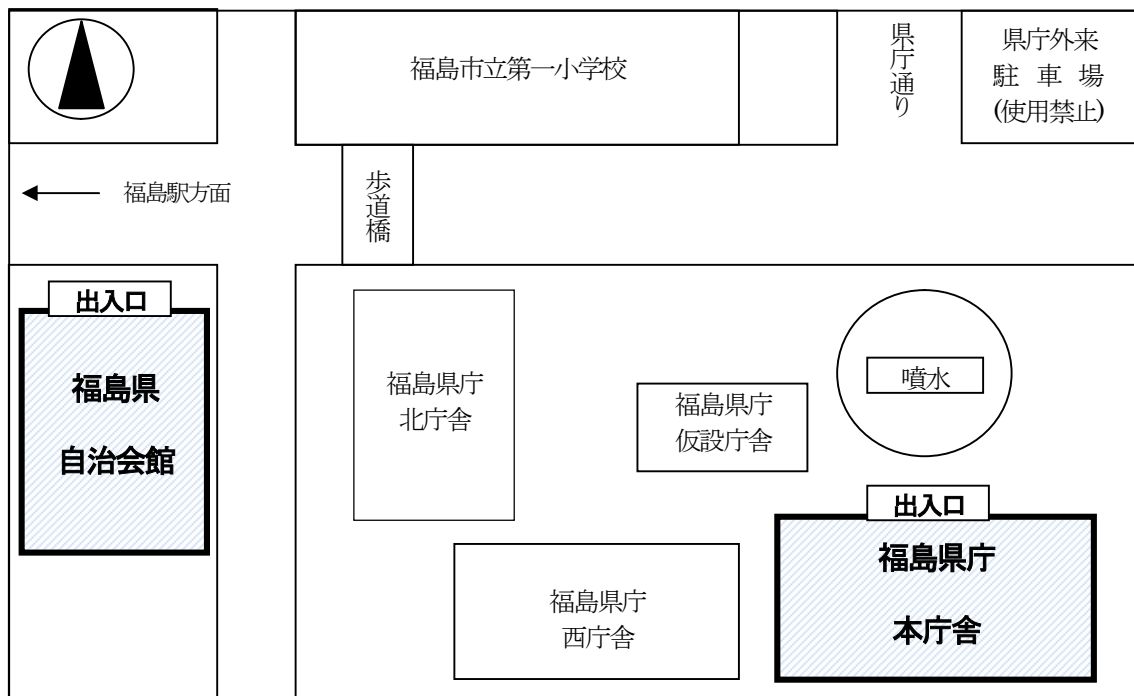 福島市立第一小学校
県庁通り
県庁外来
駐車場
(使用禁止)
福島駅方面
歩道橋
出入口
福島県
自治会館
福島県庁
北庁舎
福島県庁
仮設庁舎
噴水
出入口
福島県庁
本庁舎
福島県庁
西庁舎